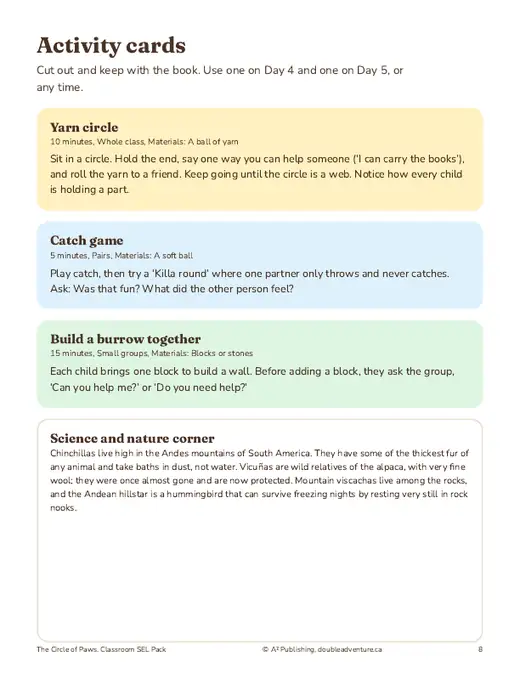 Activity cards
Cut out and keep with the book. Use one on Day 4 and one on Day 5, or
any time.
Yarn circle
10 minutes, Whole class, Materials: A ball of yarn
Sit in a circle. Hold the end, say one way you can help someone (‘I can carry the books’),
and roll the yarn to a friend. Keep going until the circle is a web. Notice how every child
is holding a part.
Catch game
5 minutes, Pairs, Materials: A soft ball
Play catch, then try a ‘Killa round’ where one partner only throws and never catches.
Ask: Was that fun? What did the other person feel?
Build a burrow together
15 minutes, Small groups, Materials: Blocks or stones
Each child brings one block to build a wall. Before adding a block, they ask the group,
‘Can you help me?’ or ‘Do you need help?’
Science and nature corner
Chinchillas live high in the Andes mountains of South America. They have some of the thickest fur of
any animal and take baths in dust, not water. Vicuñas are wild relatives of the alpaca, with very fine
wool; they were once almost gone and are now protected. Mountain viscachas live among the rocks,
and the Andean hillstar is a hummingbird that can survive freezing nights by resting very still in rock
nooks.
The Circle of Paws. Classroom SEL Pack
© A² Publishing, doubleadventure.ca
8